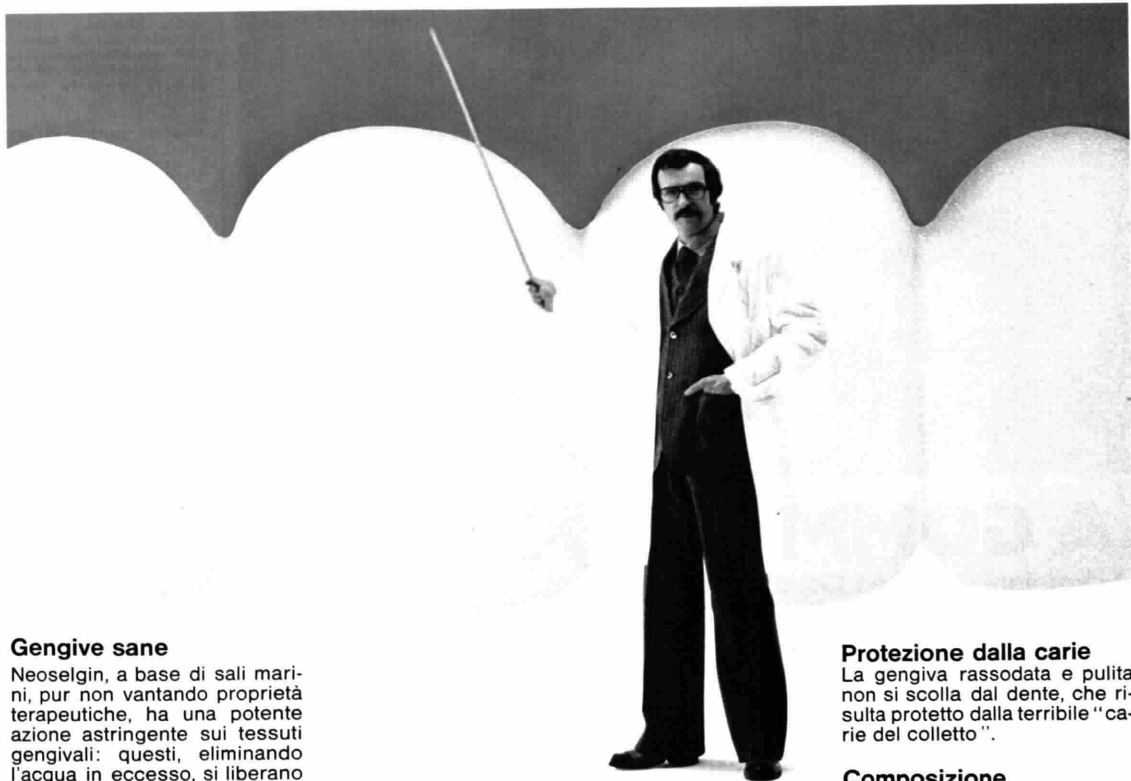 Gengive sane
Neoselgin, a base di sali mari-
ni, pur non vantando proprietà
terapeutiche, ha una potente
azione astringente sui tessuti
gengivali: questi, eliminando
l'acqua in eccesso, si liberano
Protezione dalla carie
La gengiva rassodata e pulita
non si scolla dal dente, che ri-
sulta protetto dalla terribile "ca-
rie del colletto".
Composizione